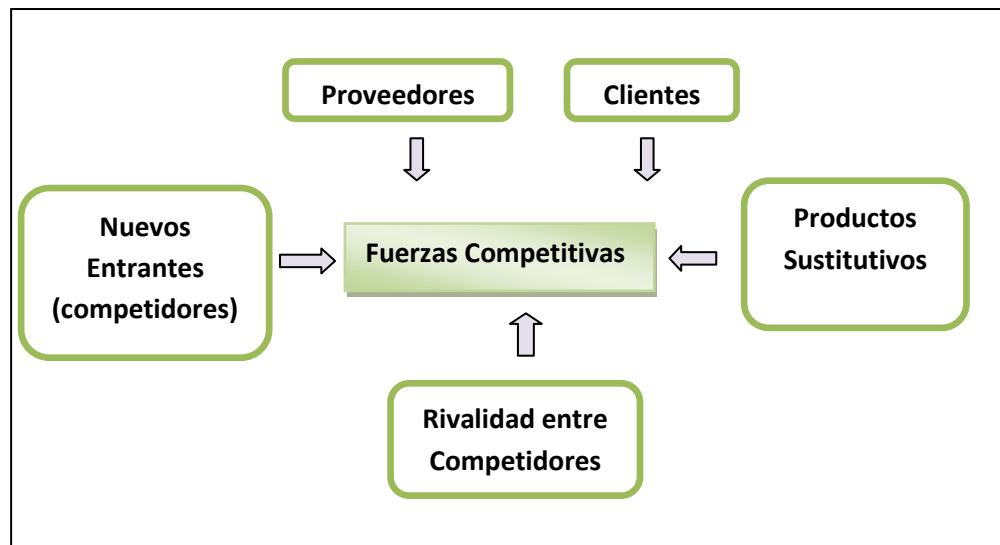 Proveedores
Clientes
Nuevos
Entrantes
(competidores)
Fuerzas Competitivas
Productos
Sustitutivos
Rivalidad entre
Competidores